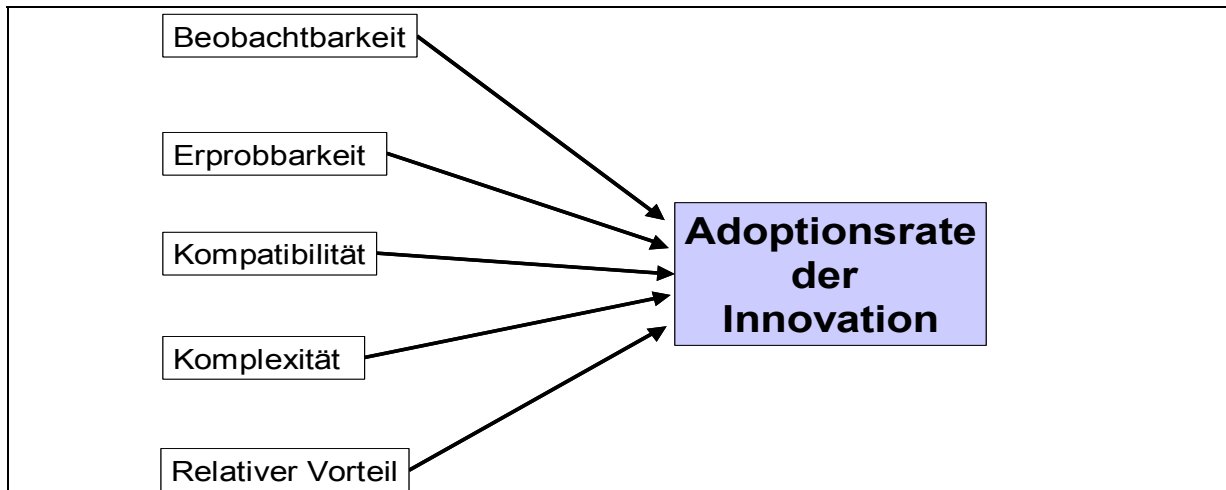 Beobachtbarkeit
Erprobbarkeit
Kompatibilität
Komplexität
Relativer Vorteil
Adoptionsrate
der
Innovation